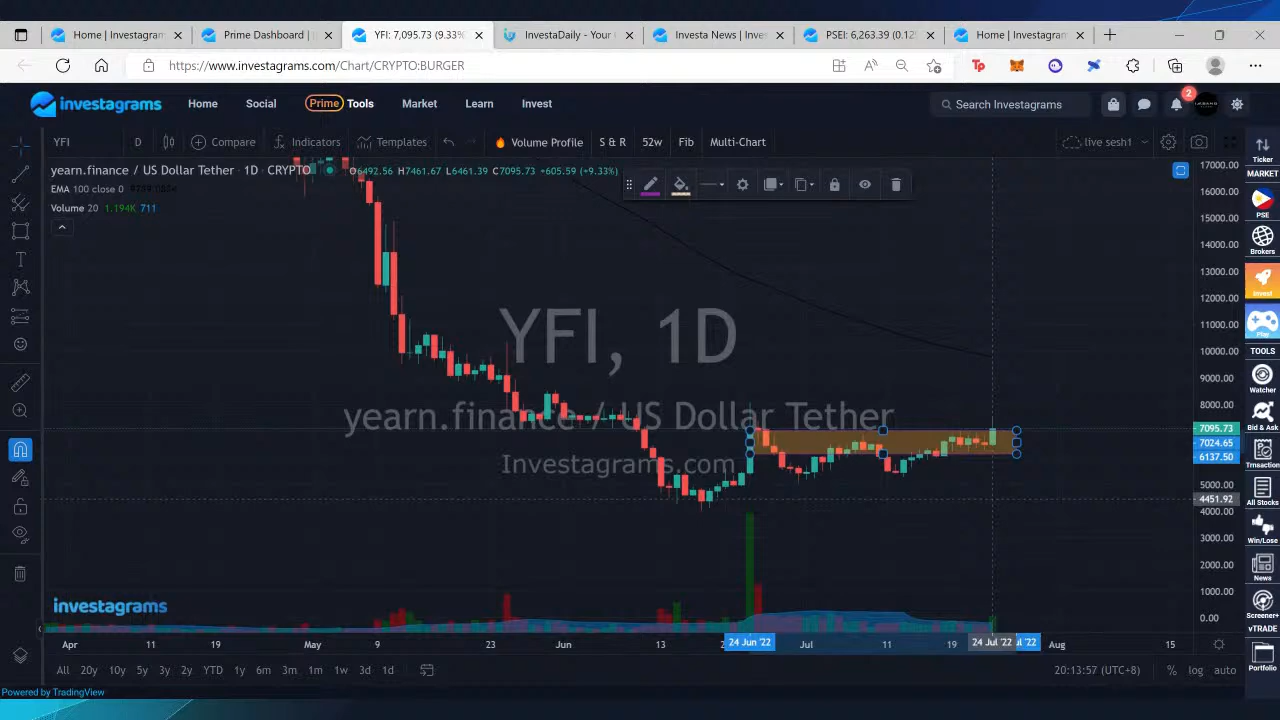 Home | Investagram
Prime Dashboard |
YFI: 7,095.73 (9.33%
InvestaDaily - Your
Investa News | Inves
PSEI: 6,263.39 (0.12%
Home | Investagram
https://www.investagrams.com/Chart/CRYPTO:BURGER
investagrams
Home
Social
Prime Tools
Market
Learn
Invest
Search Investagrams
2
YFI
D
Compare
Indicators
Templates
Volume Profile
S & R
52w
Fib
Multi-Chart
live sesh1
yearn.finance / US Dollar Tether · 1D · CRYPTO
O6492.56 H7461.67 L6461.39 C7095.73 +605.59 (+9.33%)
EMA 100 close 0
Volume 20 1.194K 711
YFI, 1D
yearn.finance / US Dollar Tether
Investagrams.com
17000.00
16000.00
15000.00
14000.00
13000.00
12000.00
11000.00
10000.00
9000.00
8000.00
7095.73
7024.65
6137.50
5000.00
4451.92
4000.00
3000.00
2000.00
1000.00
0.00
Ticker
MARKET
PSE
Brokers
Invest
Play
TOOLS
Watcher
Bid & Ask
Trnsaction
All Stocks
Win/Lose
News
Screener+
vTRADE
Portfolio
investagrams
Apr
11
19
May
9
23
Jun
13
24 Jun '22
Jul
11
19
24 Jul '22
Aug
15
All
20y
10y
5y
3y
2y
YTD
1y
6m
3m
1m
1w
3d
1d
20:13:57 (UTC+8)
%
log
auto
Powered by TradingView